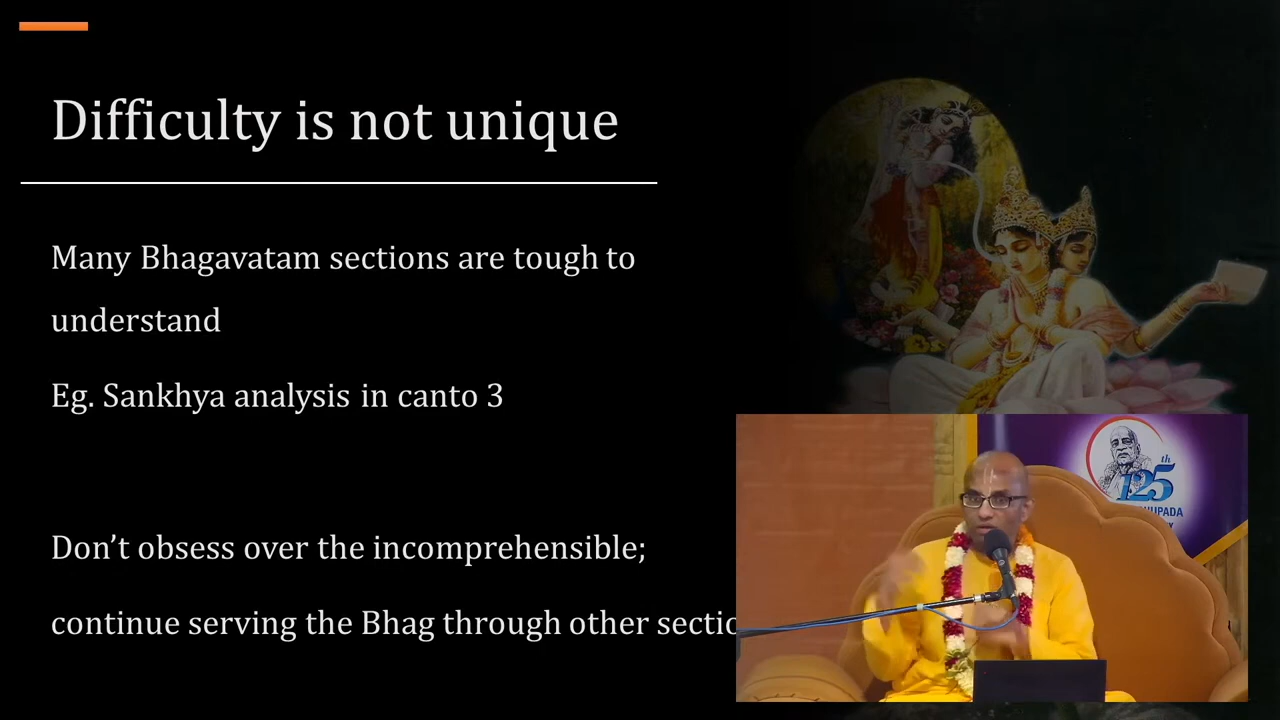 Difficulty is not unique
Many Bhagavatam sections are tough to
understand
Eg. Sankhya analysis in canto 3
Don’t obsess over the incomprehensible;
continue serving the Bhag through other
th
125